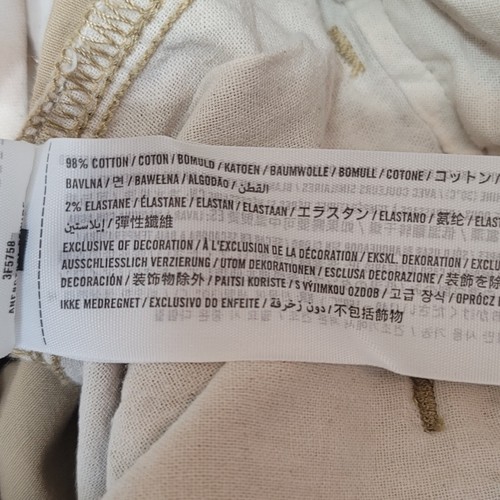 98% COTTON / COTON / BOMULD / KATOEN / BAUMWOLLE / BOMULL / COTONE / コットン /
BAVLNA / 면 / BAWEŁNA / ALGODÃO / القطن
2% ELASTANE / ÉLASTANE / ELASTAN / ELASTAAN / エラスタン / ELASTANO / 氨纶 /
إيلاستين / 彈性纖維
EXCLUSIVE OF DECORATION / À L'EXCLUSION DE LA DÉCORATION / EKSKL. DEKORATION /
AUSSCHLIESSLICH VERZIERUNG / UTOM DEKORATIONEN / ESCLUSA DECORAZIONE / 装飾を除
DECORACIÓN / 装饰物除外 / PAITSI KORISTE / S VÝJIMKOU OZDOB / 고급 장식 / OPRÓCZ
IKKE MEDREGNET / EXCLUSIVO DO ENFEITE / دون زخرفة / 不包括飾物
3F5758